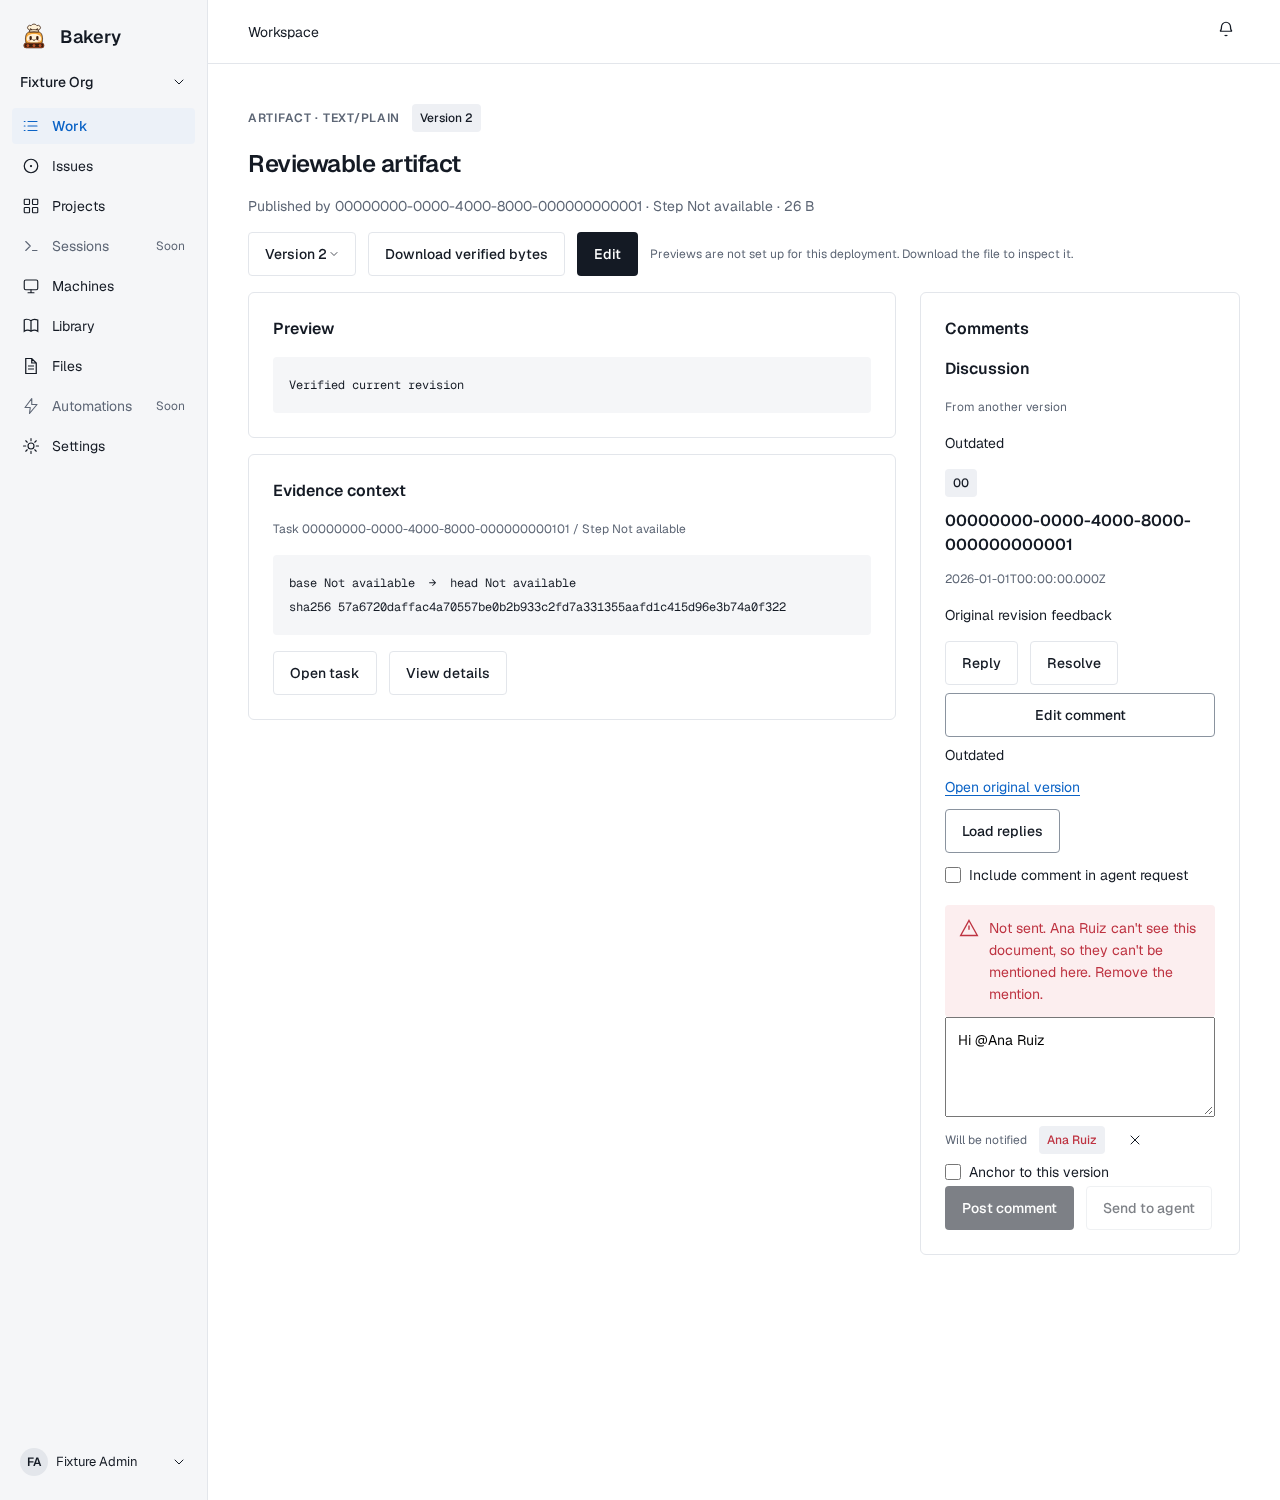 Bakery
Fixture Org
Work
Issues
Projects
Sessions Soon
Machines
Library
Files
Automations Soon
Settings
FA Fixture Admin
Workspace
ARTIFACT · TEXT/PLAIN Version 2
Reviewable artifact
Published by 00000000-0000-4000-8000-000000000001 · Step Not available · 26 B
Version 2 Download verified bytes Edit Previews are not set up for this deployment. Download the file to inspect it.
Preview
Verified current revision
Evidence context
Task 00000000-0000-4000-8000-000000000101 / Step Not available
base Not available → head Not available
sha256 57a6720daffac4a70557be0b2b933c2fd7a331355aafd1c415d96e3b74a0f322
Open task View details
Comments
Discussion
From another version
Outdated
00
00000000-0000-4000-8000-
000000000001
2026-01-01T00:00:00.000Z
Original revision feedback
Reply Resolve
Edit comment
Outdated
Open original version
Load replies
Include comment in agent request
Not sent. Ana Ruiz can't see this
document, so they can't be
mentioned here. Remove the
mention.
Hi @Ana Ruiz
Will be notified Ana Ruiz
Anchor to this version
Post comment Send to agent